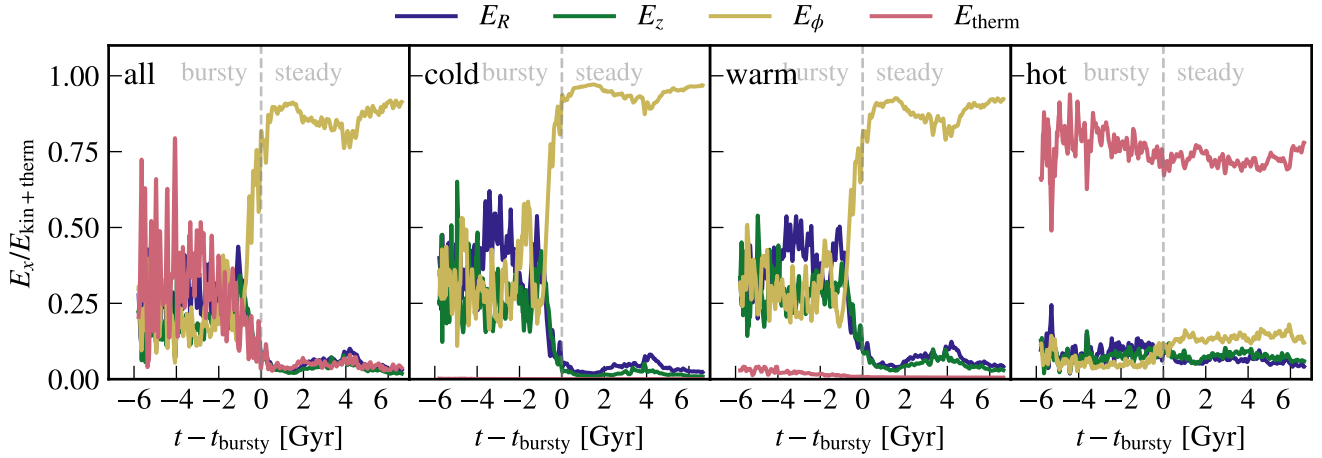 E_R E_z E_ϕ E_therm
all bursty steady
cold bursty steady
warm bursty steady
hot bursty steady
E_x/E_kin+therm
1.00
0.75
0.50
0.25
0.00
−6 −4 −2 0 2 4 6
−6 −4 −2 0 2 4 6
−6 −4 −2 0 2 4 6
−6 −4 −2 0 2 4 6
t − t_bursty [Gyr]
t − t_bursty [Gyr]
t − t_bursty [Gyr]
t − t_bursty [Gyr]